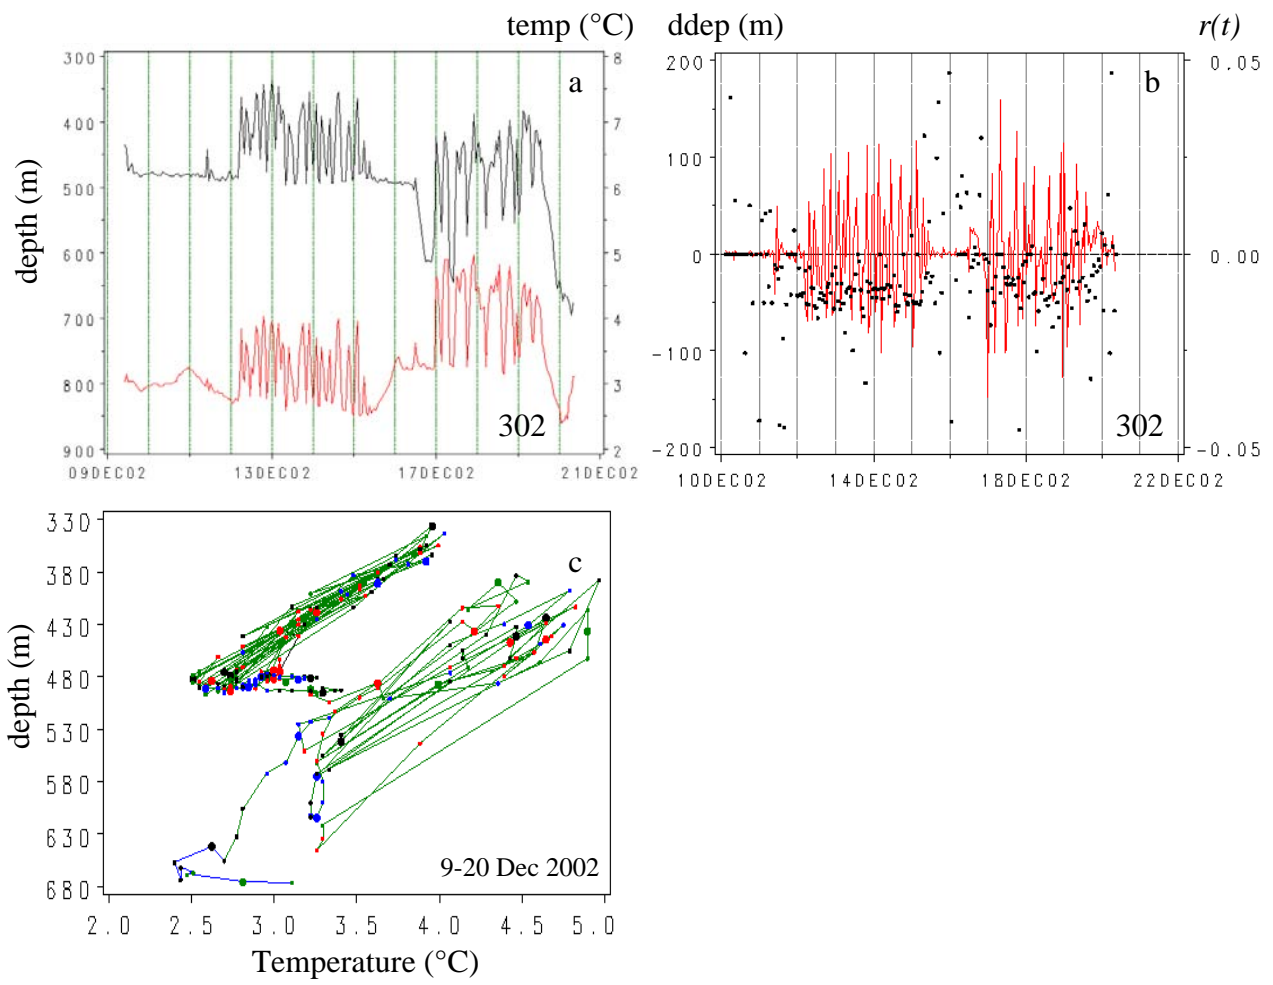 temp (°C)
ddep (m)
r(t)
300
400
500
600
700
800
900
depth (m)
a
8
7
6
5
4
3
2
302
09DEC02
13DEC02
17DEC02
21DEC02
200
100
0
-100
-200
b
0.05
0.00
-0.05
302
10DEC02
14DEC02
18DEC02
22DEC02
330
380
430
480
530
580
630
680
depth (m)
c
9-20 Dec 2002
2.0
2.5
3.0
3.5
4.0
4.5
5.0
Temperature (°C)